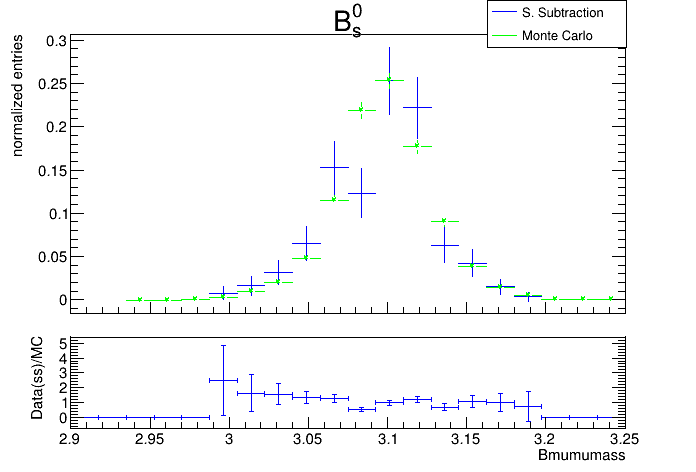 B_s^0
S. Subtraction
Monte Carlo
normalized entries
0.3
0.25
0.2
0.15
0.1
0.05
0
Data(ss)/MC
5
4
3
2
1
0
2.9 2.95 3 3.05 3.1 3.15 3.2 3.25
Bmumumass